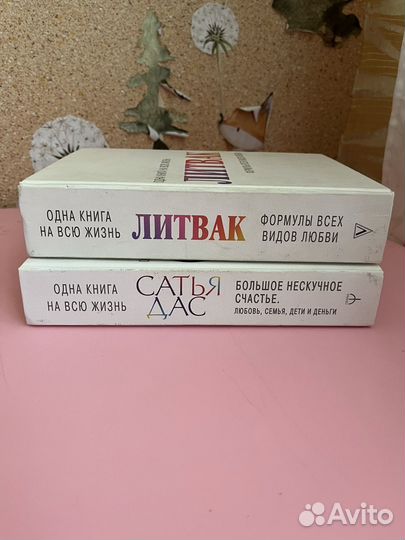 ЛИТВАК
ОДНА КНИГА
НА ВСЮ ЖИЗНЬ
ЛИТВАК
ФОРМУЛЫ ВСЕХ
ВИДОВ ЛЮБВИ
ОДНА КНИГА
НА ВСЮ ЖИЗНЬ
САТЬЯ
ДАС
БОЛЬШОЕ НЕСКУЧНОЕ
СЧАСТЬЕ.
ЛЮБОВЬ, СЕМЬЯ, ДЕТИ И ДЕНЬГИ
Avito